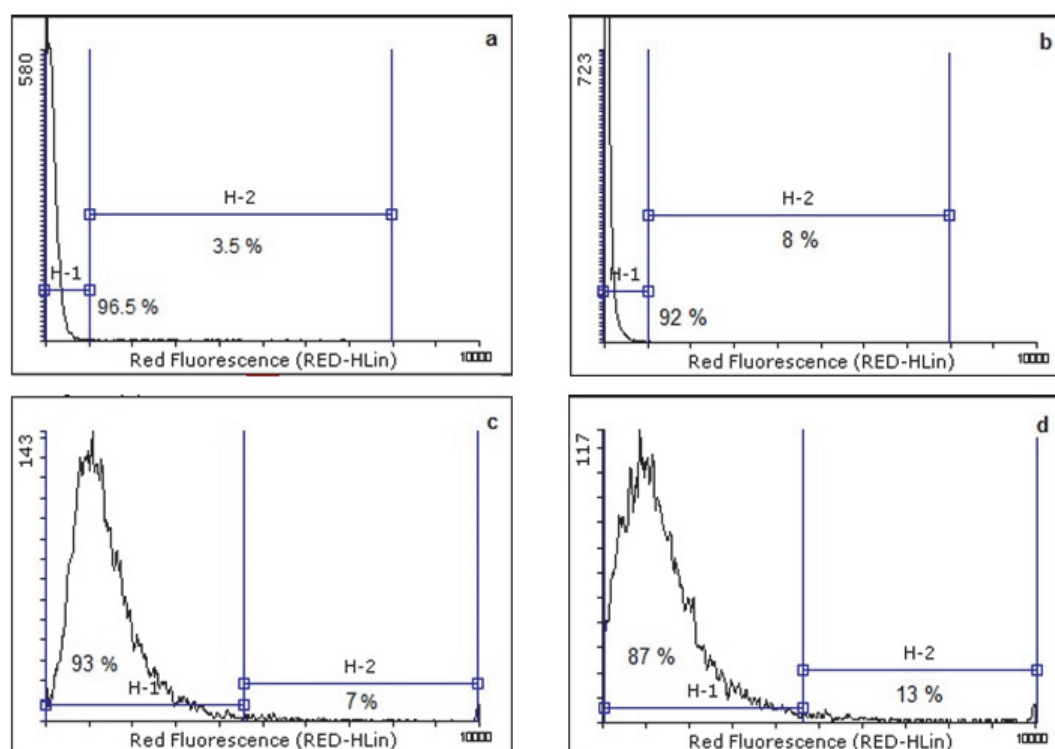 a
580
H-2
3.5 %
H-1
96.5 %
10000
Red Fluorescence (RED-HLin)
b
723
H-2
8 %
H-1
92 %
10000
Red Fluorescence (RED-HLin)
c
143
93 %
H-2
H-1
7 %
10000
Red Fluorescence (RED-HLin)
d
117
87 %
H-2
H-1
13 %
10000
Red Fluorescence (RED-HLin)